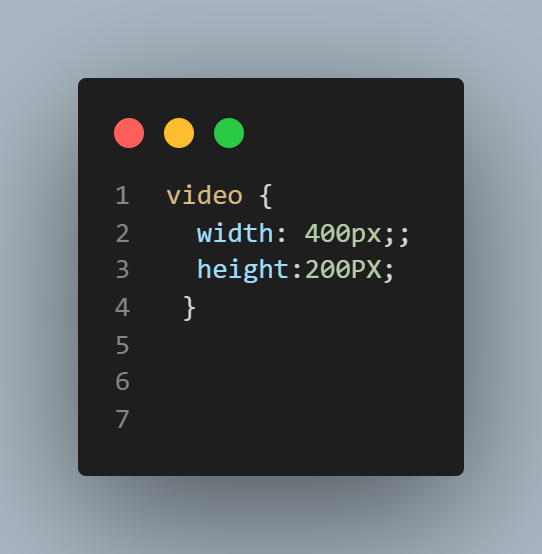 1 video {
2 width: 400px;;
3 height:200PX;
4 }
5
6
7